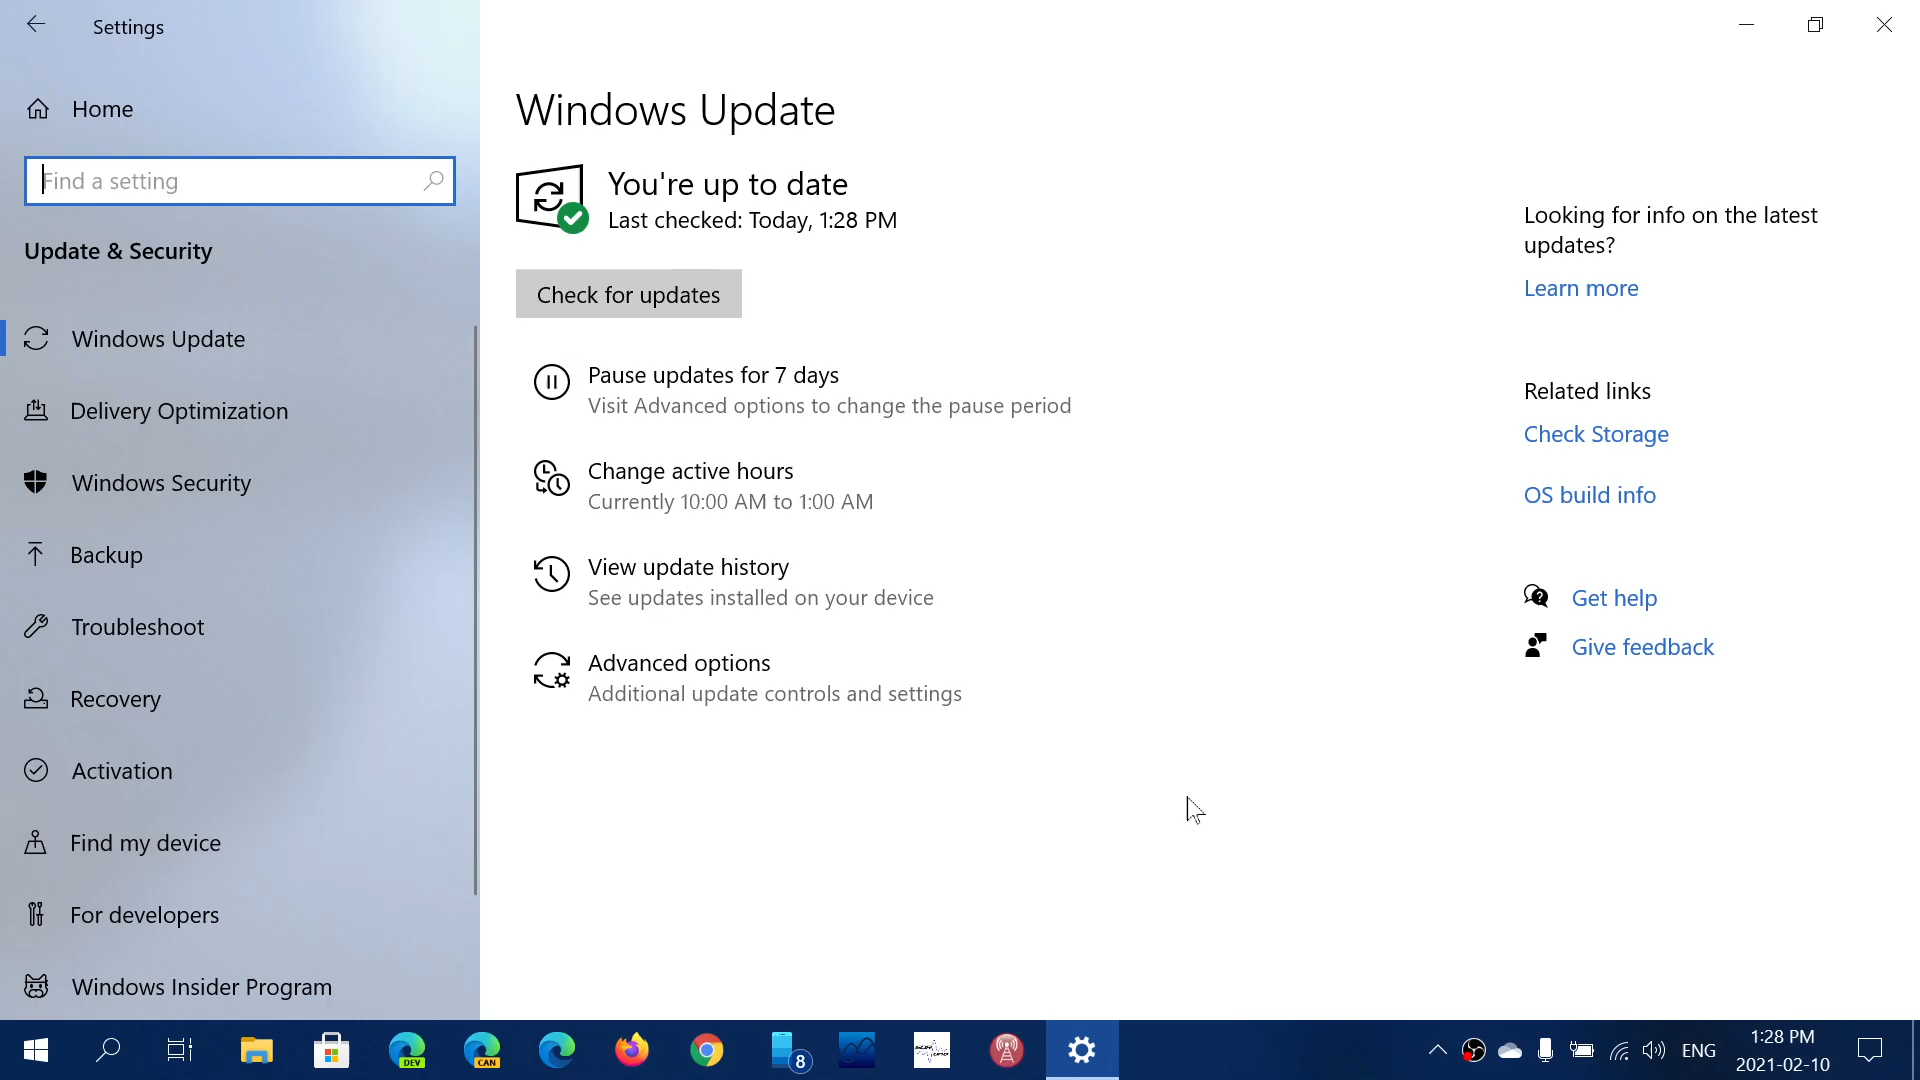 Settings
Home
Find a setting
Update & Security
Windows Update
Delivery Optimization
Windows Security
Backup
Troubleshoot
Recovery
Activation
Find my device
For developers
Windows Insider Program
Windows Update
You're up to date
Last checked: Today, 1:28 PM
Check for updates
Pause updates for 7 days
Visit Advanced options to change the pause period
Change active hours
Currently 10:00 AM to 1:00 AM
View update history
See updates installed on your device
Advanced options
Additional update controls and settings
Looking for info on the latest
updates?
Learn more
Related links
Check Storage
OS build info
Get help
Give feedback
DEV
CAN
8
ENG
1:28 PM
2021-02-10